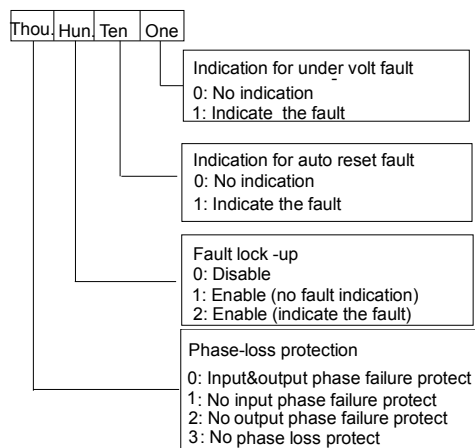 Thou. Hun. Ten One
Indication for under volt fault
0: No indication
1: Indicate the fault
Indication for auto reset fault
0: No indication
1: Indicate the fault
Fault lock -up
0: Disable
1: Enable (no fault indication)
2: Enable (indicate the fault)
Phase-loss protection
0: Input&output phase failure protect
1: No input phase failure protect
2: No output phase failure protect
3: No phase loss protect